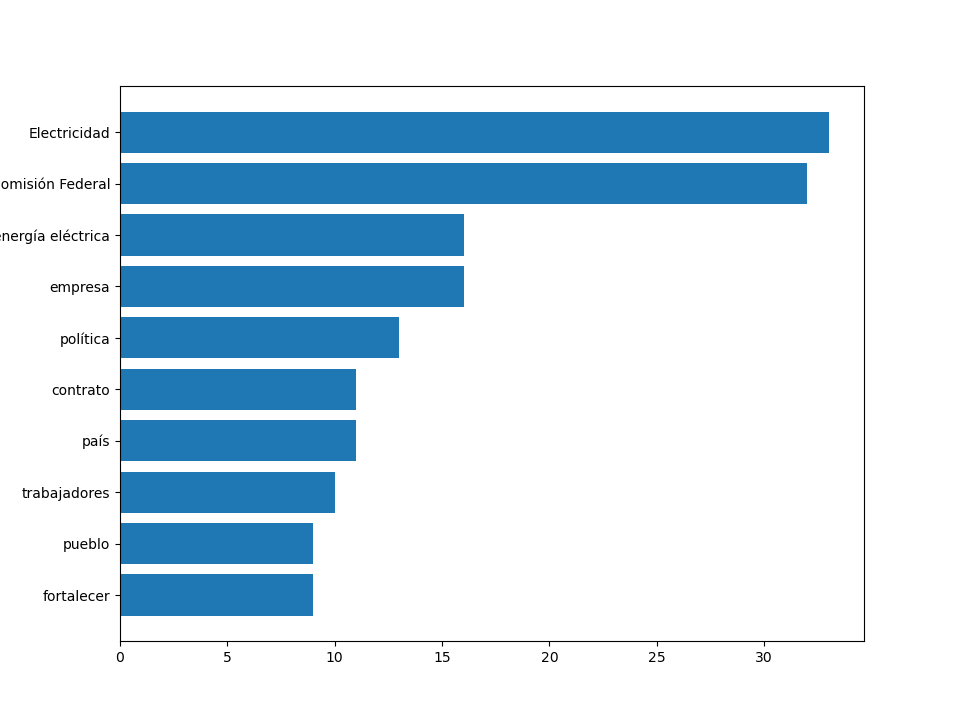 Electricidad
omisión Federal
energía eléctrica
empresa
política
contrato
país
trabajadores
pueblo
fortalecer
0 5 10 15 20 25 30